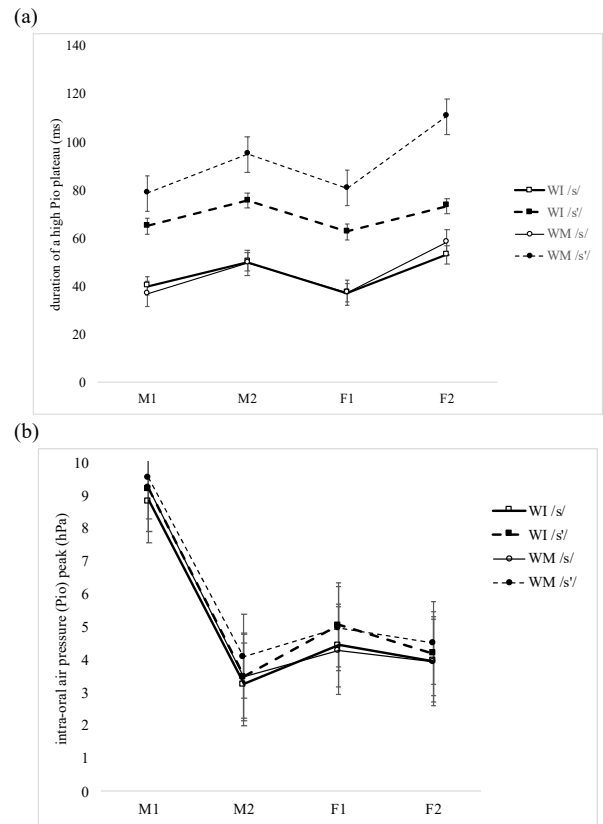 (a)
duration of a high Pio plateau (ms)
140
120
100
80
60
40
20
0
M1 M2 F1 F2
WI /s/
WI /s'/
WM /s/
WM /s'/
(b)
intra-oral air pressure (Pio) peak (hPa)
10
9
8
7
6
5
4
3
2
1
0
M1 M2 F1 F2
WI /s/
WI /s'/
WM /s/
WM /s'/